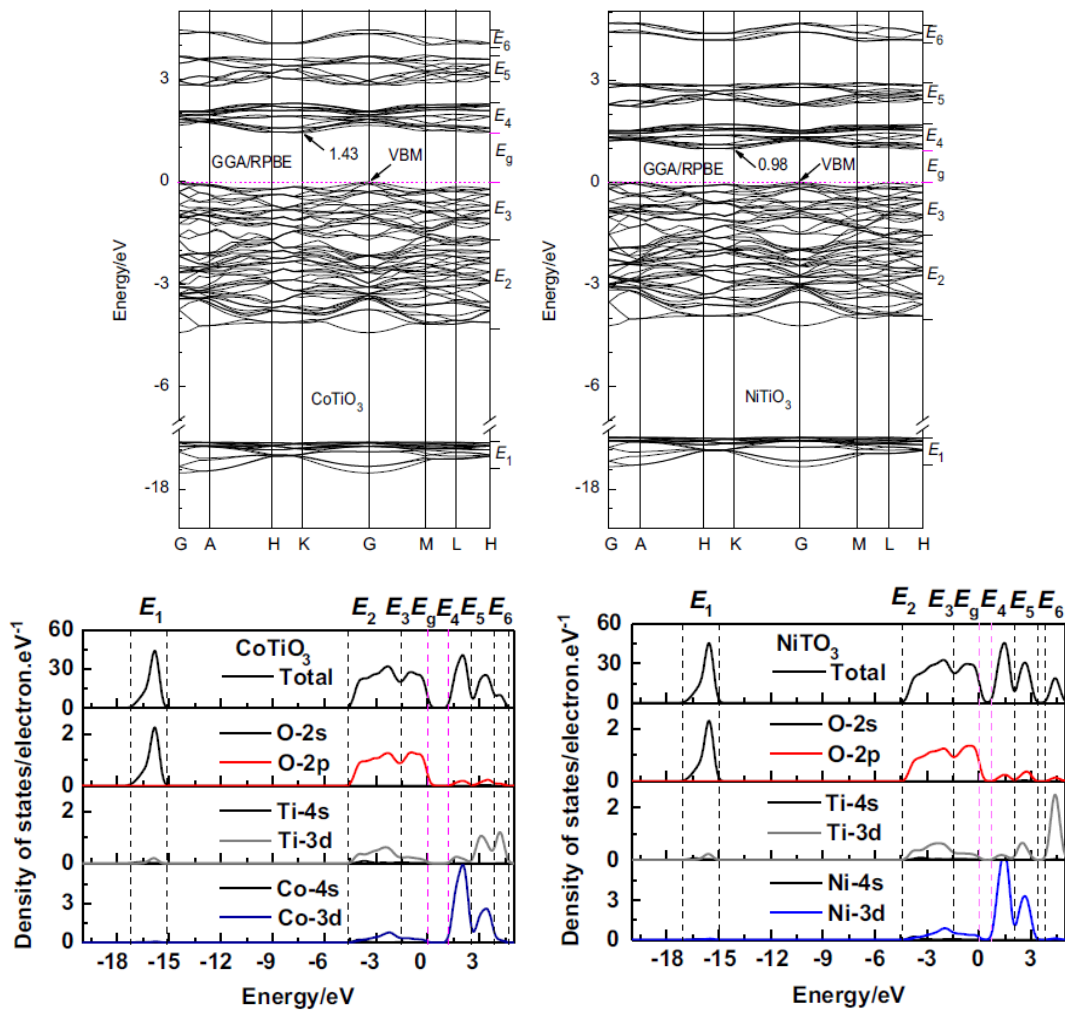 E6
3
E5
E4
1.43
GGA/RPBE
VBM
Eg
0
E3
Energy/eV
-3
E2
-6
CoTiO3
E1
-18
G A H K G M L H
E6
3
E5
E4
0.98
GGA/RPBE
VBM
Eg
0
E3
Energy/eV
-3
E2
-6
NiTiO3
E1
-18
G A H K G M L H
E1 E2 E3 Eg E4 E5 E6
60
CoTiO3
30
Total
0
2
O-2s
O-2p
0
2
Ti-4s
Ti-3d
0
Co-4s
3
Co-3d
0
-18 -15 -12 -9 -6 -3 0 3
Density of states/electron.eV-1
Energy/eV
E1 E2 E3 Eg E4 E5 E6
60
NiTO3
30
Total
0
2
O-2s
O-2p
0
2
Ti-4s
Ti-3d
0
Ni-4s
3
Ni-3d
0
-18 -15 -12 -9 -6 -3 0 3
Density of states/electron.eV-1
Energy/eV